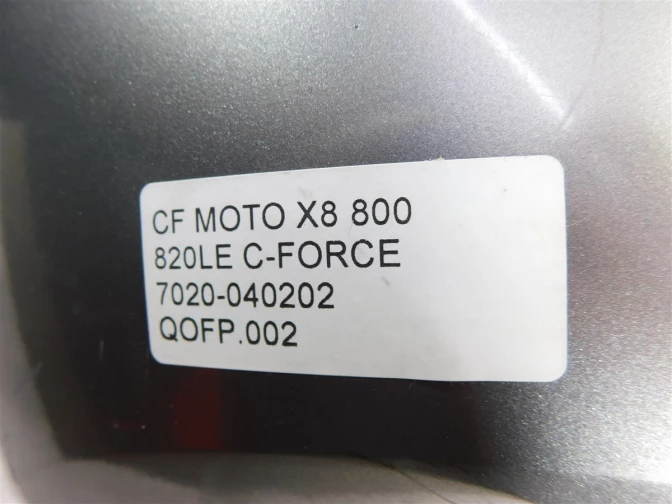 CF MOTO X8 800
820LE C-FORCE
7020-040202
QOFP.002